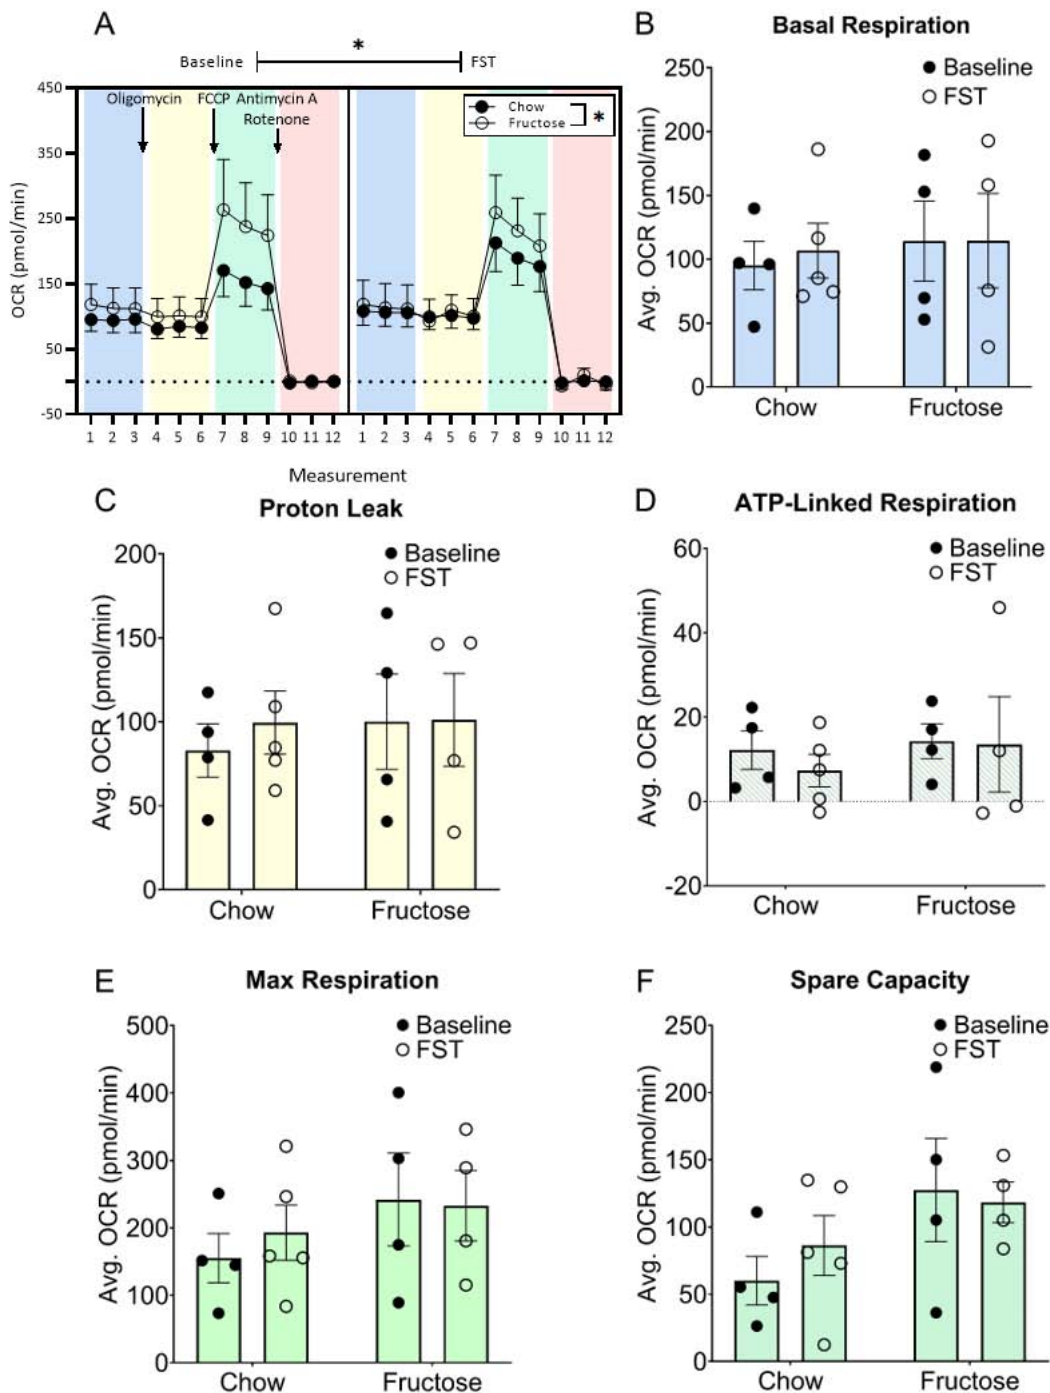 A
Baseline * FST
450
350
250
150
50
-50
OCR (pmol/min)
Oligomycin FCCP Antimycin A
Rotenone
Chow
Fructose
*
1 2 3 4 5 6 7 8 9 10 11 12 1 2 3 4 5 6 7 8 9 10 11 12
Measurement
B Basal Respiration
Baseline
FST
250
200
150
100
50
0
Avg. OCR (pmol/min)
Chow Fructose
C Proton Leak
Baseline
FST
200
150
100
50
0
Avg. OCR (pmol/min)
Chow Fructose
D ATP-Linked Respiration
Baseline
FST
60
40
20
0
-20
Avg. OCR (pmol/min)
Chow Fructose
E Max Respiration
Baseline
FST
500
400
300
200
100
0
Avg. OCR (pmol/min)
Chow Fructose
F Spare Capacity
Baseline
FST
250
200
150
100
50
0
Avg. OCR (pmol/min)
Chow Fructose